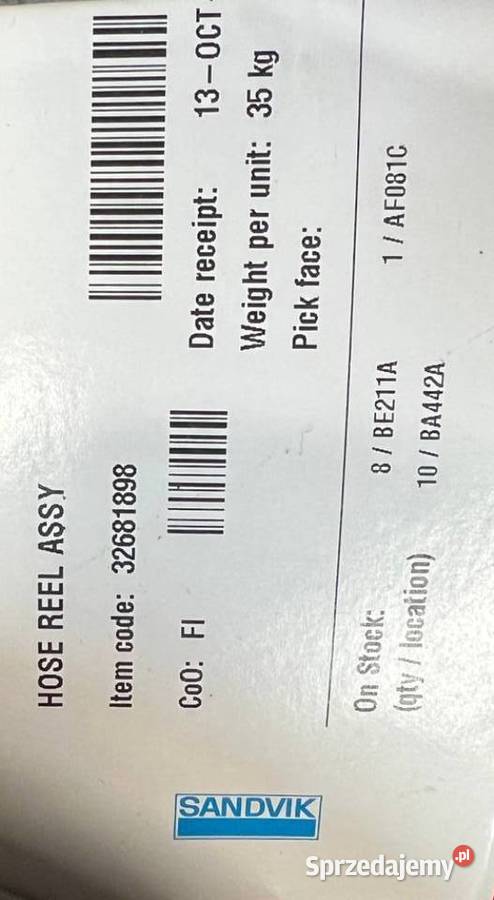 HOSE REEL ASSY
Item code: 32681898
CoO: FI
Date receipt: 13-OCT
Weight per unit: 35 kg
Pick face:
On Stock: 8 / BE211A 1 / AF081C
(qty / location) 10 / BA442A
SANDVIK
Sprzedajemy.pl